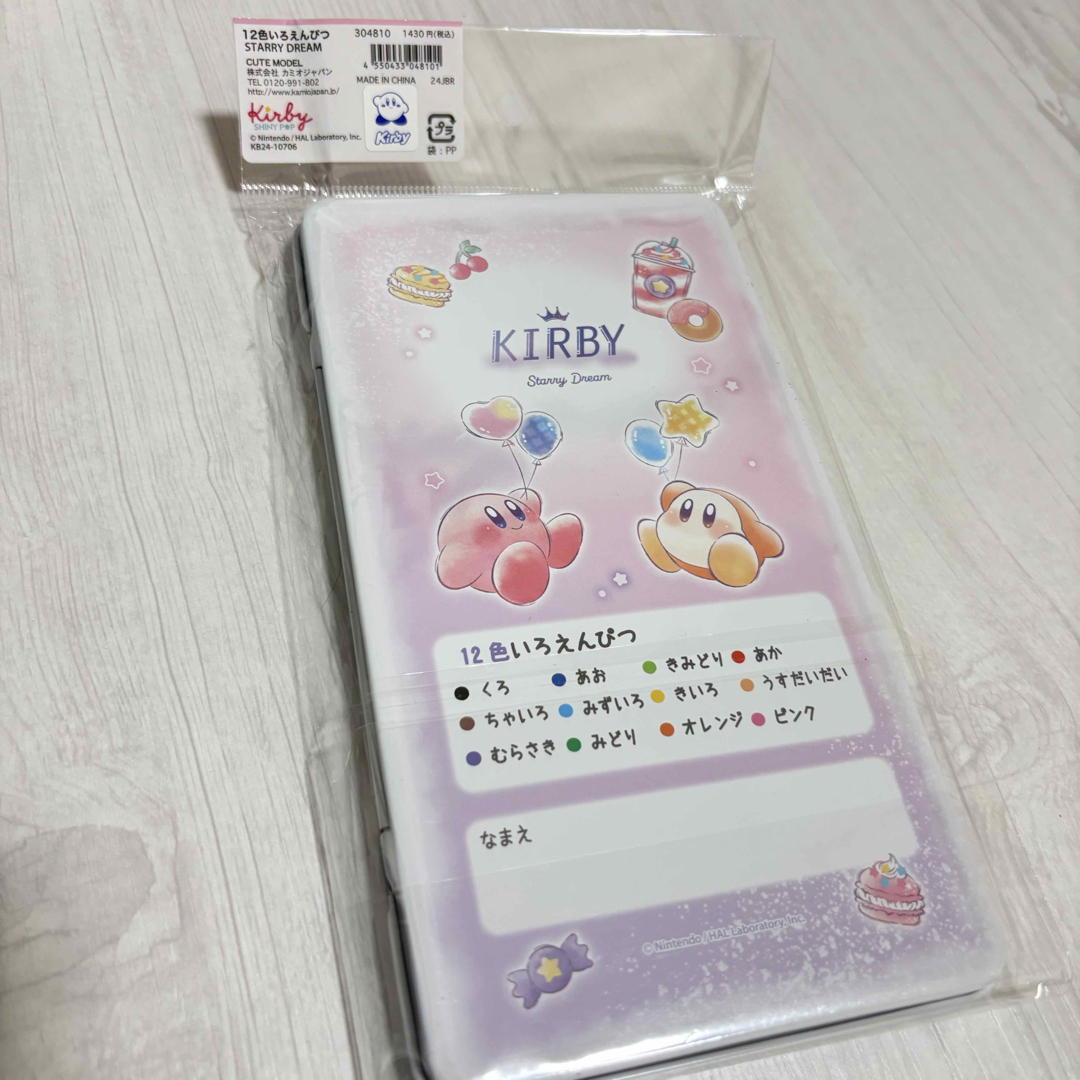 12色いろえんぴつ 304810 1430円(税込)
STARRY DREAM
CUTE MODEL
株式会社 カミオジャパン
4 550433 048101
TEL 0120-991-802
MADE IN CHINA 24JBR
http://www.kamiojapan.jp/
Kirby
SHINY POP
Kirby
プラ
© Nintendo / HAL Laboratory, Inc.
KB24-10706
袋:PP
KIRBY
Starry Dream
12色いろえんぴつ
くろ あお きみどり あか
ちゃいろ みずいろ きいろ うすだいだい
むらさき みどり オレンジ ピンク
なまえ
© Nintendo / HAL Laboratory, Inc.